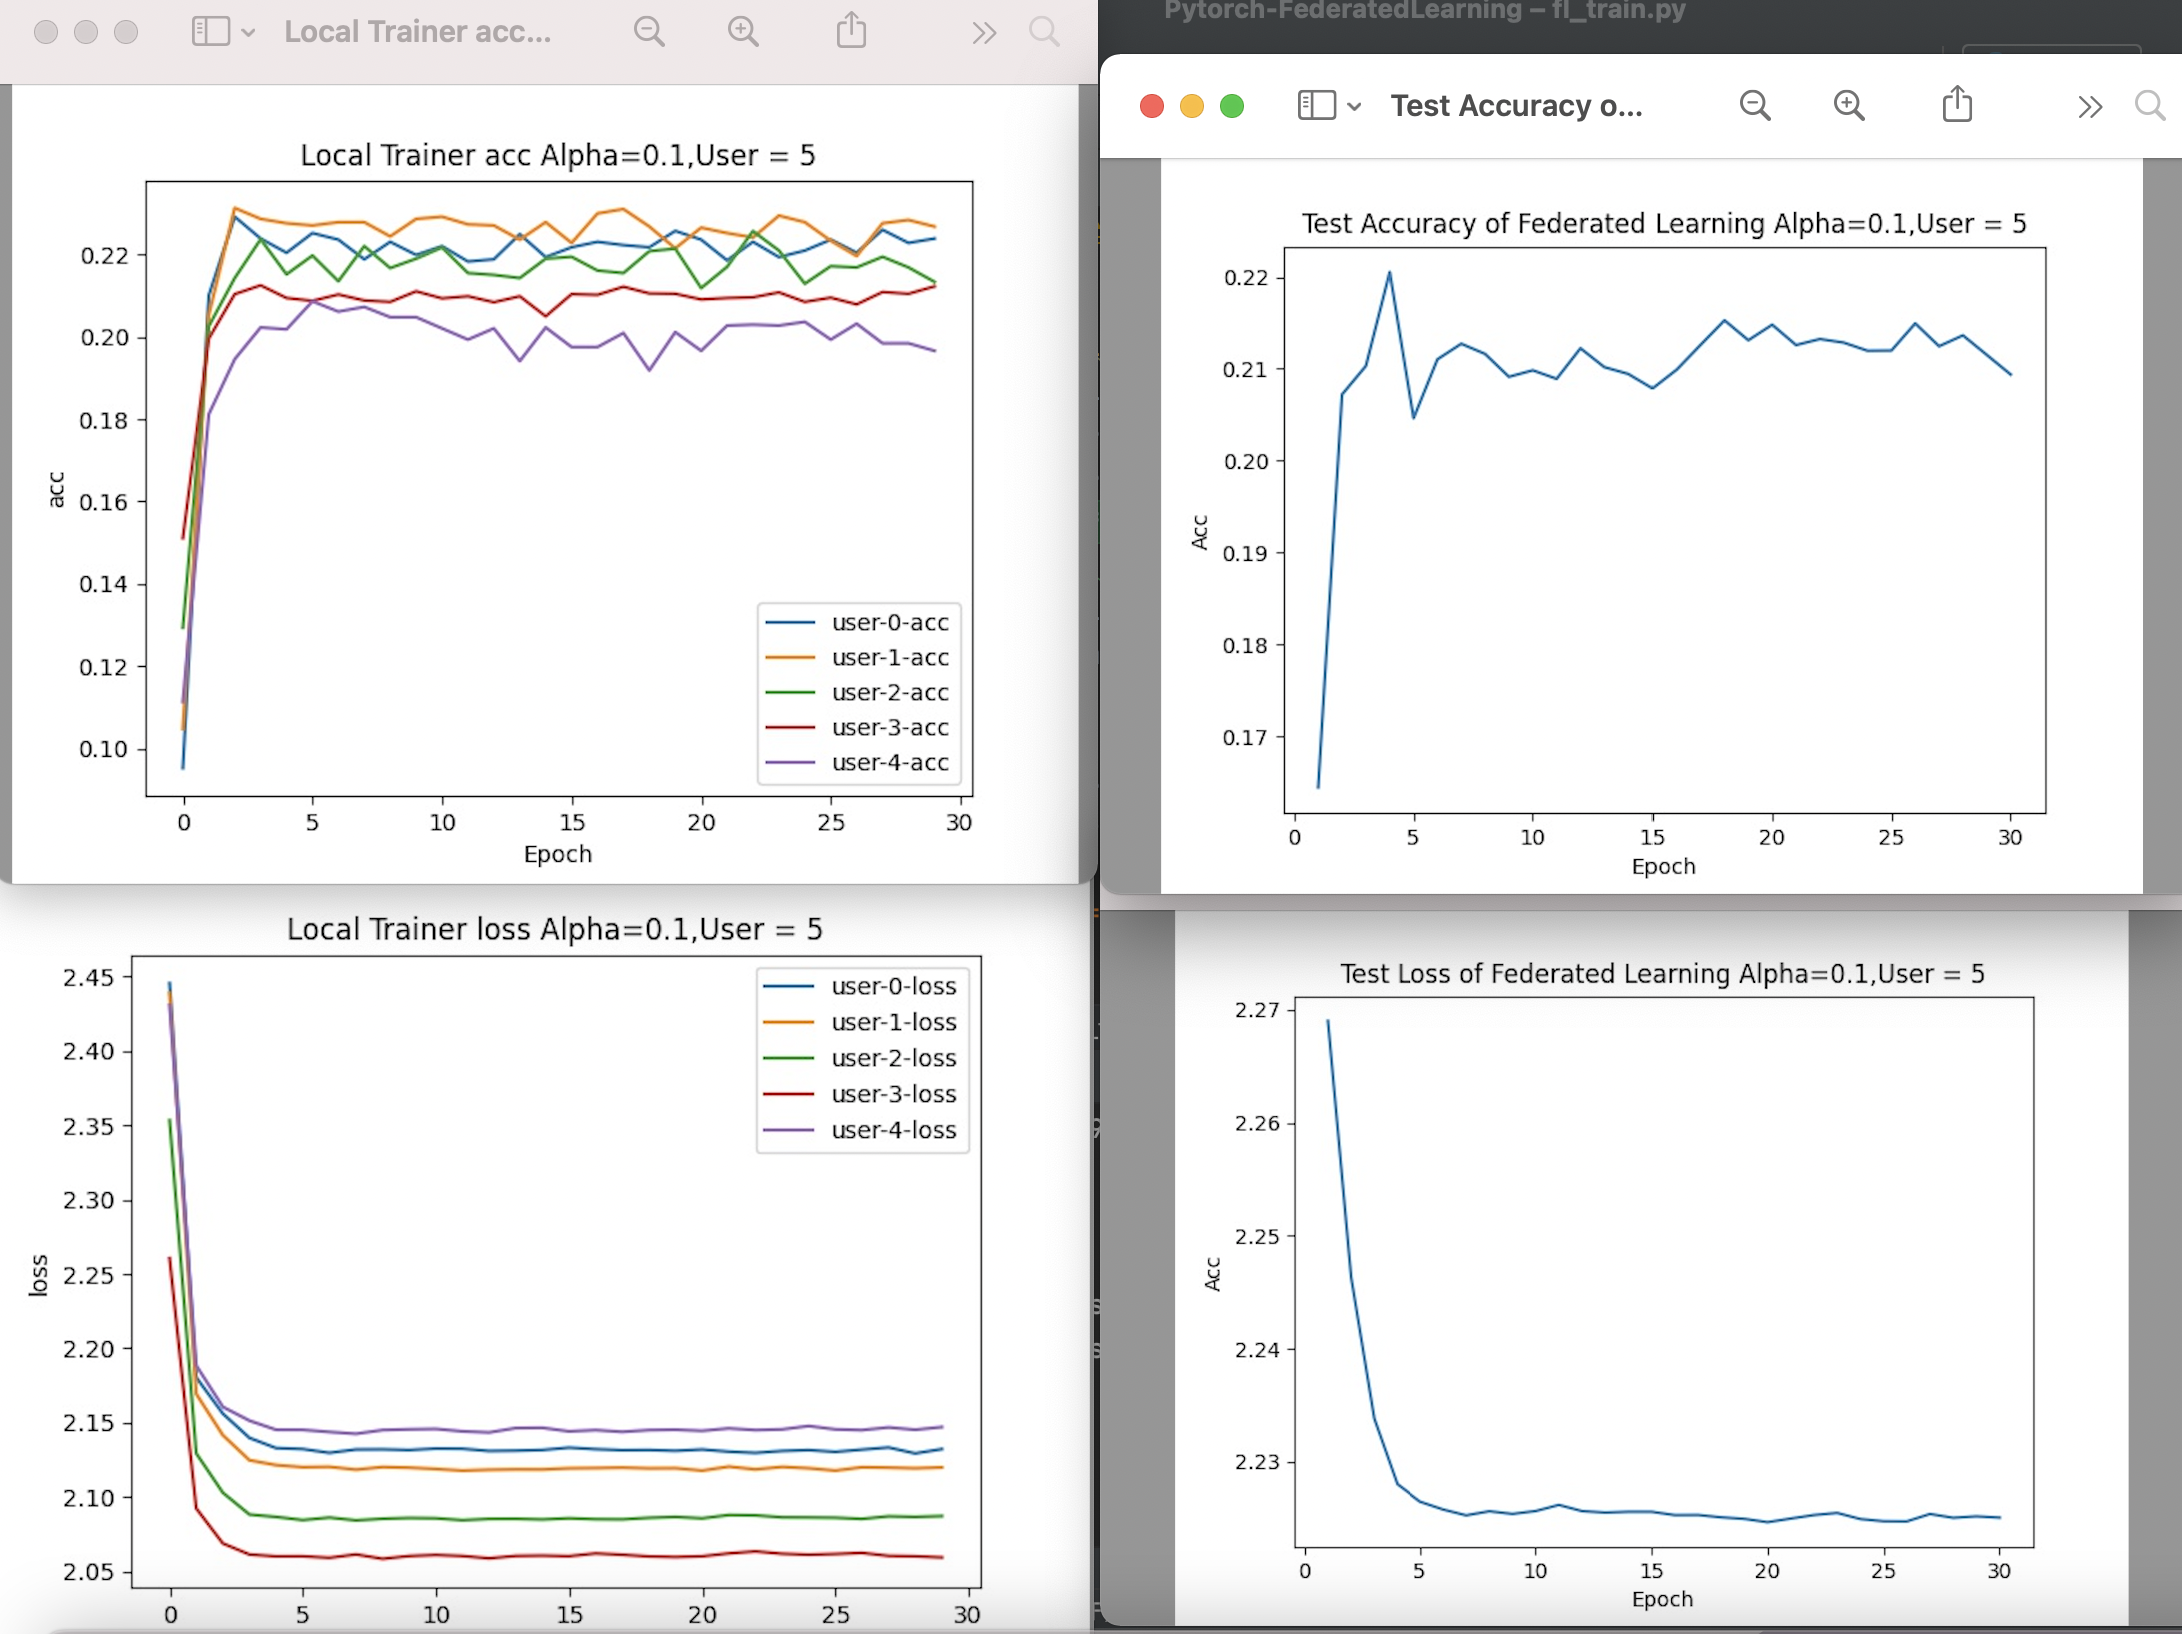 Local Trainer acc...
Local Trainer acc Alpha=0.1,User = 5
0.22
0.20
0.18
0.16
0.14
0.12
0.10
acc
user-0-acc
user-1-acc
user-2-acc
user-3-acc
user-4-acc
0 5 10 15 20 25 30
Epoch
Pytorch-FederatedLearning – fl_train.py
Test Accuracy o...
Test Accuracy of Federated Learning Alpha=0.1,User = 5
0.22
0.21
0.20
0.19
0.18
0.17
Acc
0 5 10 15 20 25 30
Epoch
Local Trainer loss Alpha=0.1,User = 5
2.45
2.40
2.35
2.30
2.25
2.20
2.15
2.10
2.05
loss
user-0-loss
user-1-loss
user-2-loss
user-3-loss
user-4-loss
0 5 10 15 20 25 30
Test Loss of Federated Learning Alpha=0.1,User = 5
2.27
2.26
2.25
2.24
2.23
Acc
0 5 10 15 20 25 30
Epoch